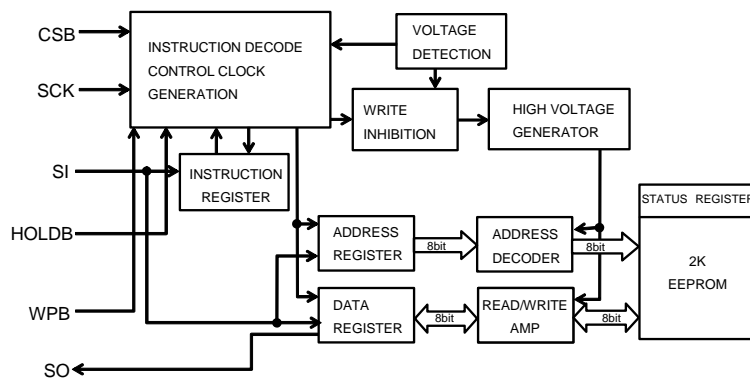 CSB
SCK
SI
HOLDB
WPB
SO
INSTRUCTION DECODE
CONTROL CLOCK
GENERATION
VOLTAGE
DETECTION
WRITE
INHIBITION
HIGH VOLTAGE
GENERATOR
INSTRUCTION
REGISTER
ADDRESS
REGISTER
8bit
ADDRESS
DECODER
8bit
DATA
REGISTER
8bit
READ/WRITE
AMP
8bit
STATUS REGISTER
2K
EEPROM